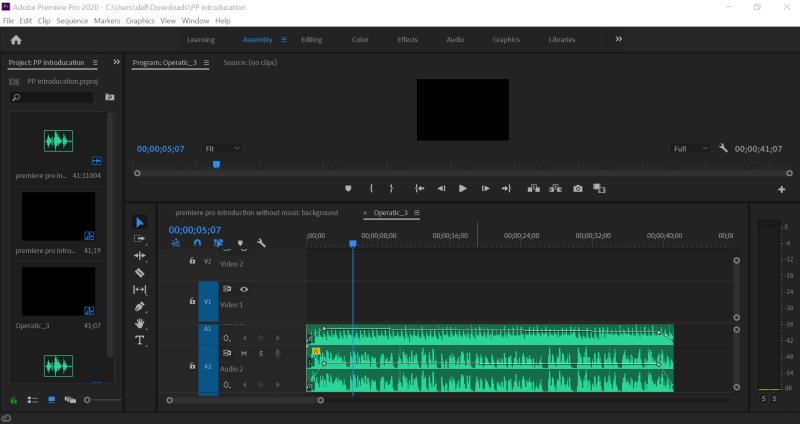 Adobe Premiere Pro 2020 - C:\Users\dell\Downloads\PP introducation
File Edit Clip Sequence Markers Graphics View Window Help
Learning Assembly Editing Color Effects Audio Graphics Libraries
Project: PP introducation
Program: Operatic_3 Source: (no clips)
PP introducation.prproj
premiere pro in... 41:31004
premiere pro intro... 41;19
Operatic_3 41;07
00;00;05;07 Fit Full 00;00;41;07
premiere pro introduction without music background × Operatic_3
00;00;05;07
;00;00 00;00;08;00 00;00;16;00 00;00;24;00 00;00;32;00 00;00;40;00
V2 Video 2
V1 Video 1
A1
A2 M S
Audio 2
0
-6
-12
-18
-24
-30
-36
-42
-48
-54
dB
S S